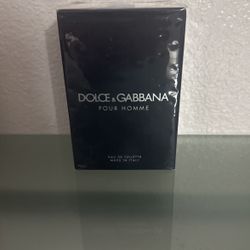 DOLCE & GABBANA
POUR HOMME
EAU DE TOILETTE
MADE IN ITALY